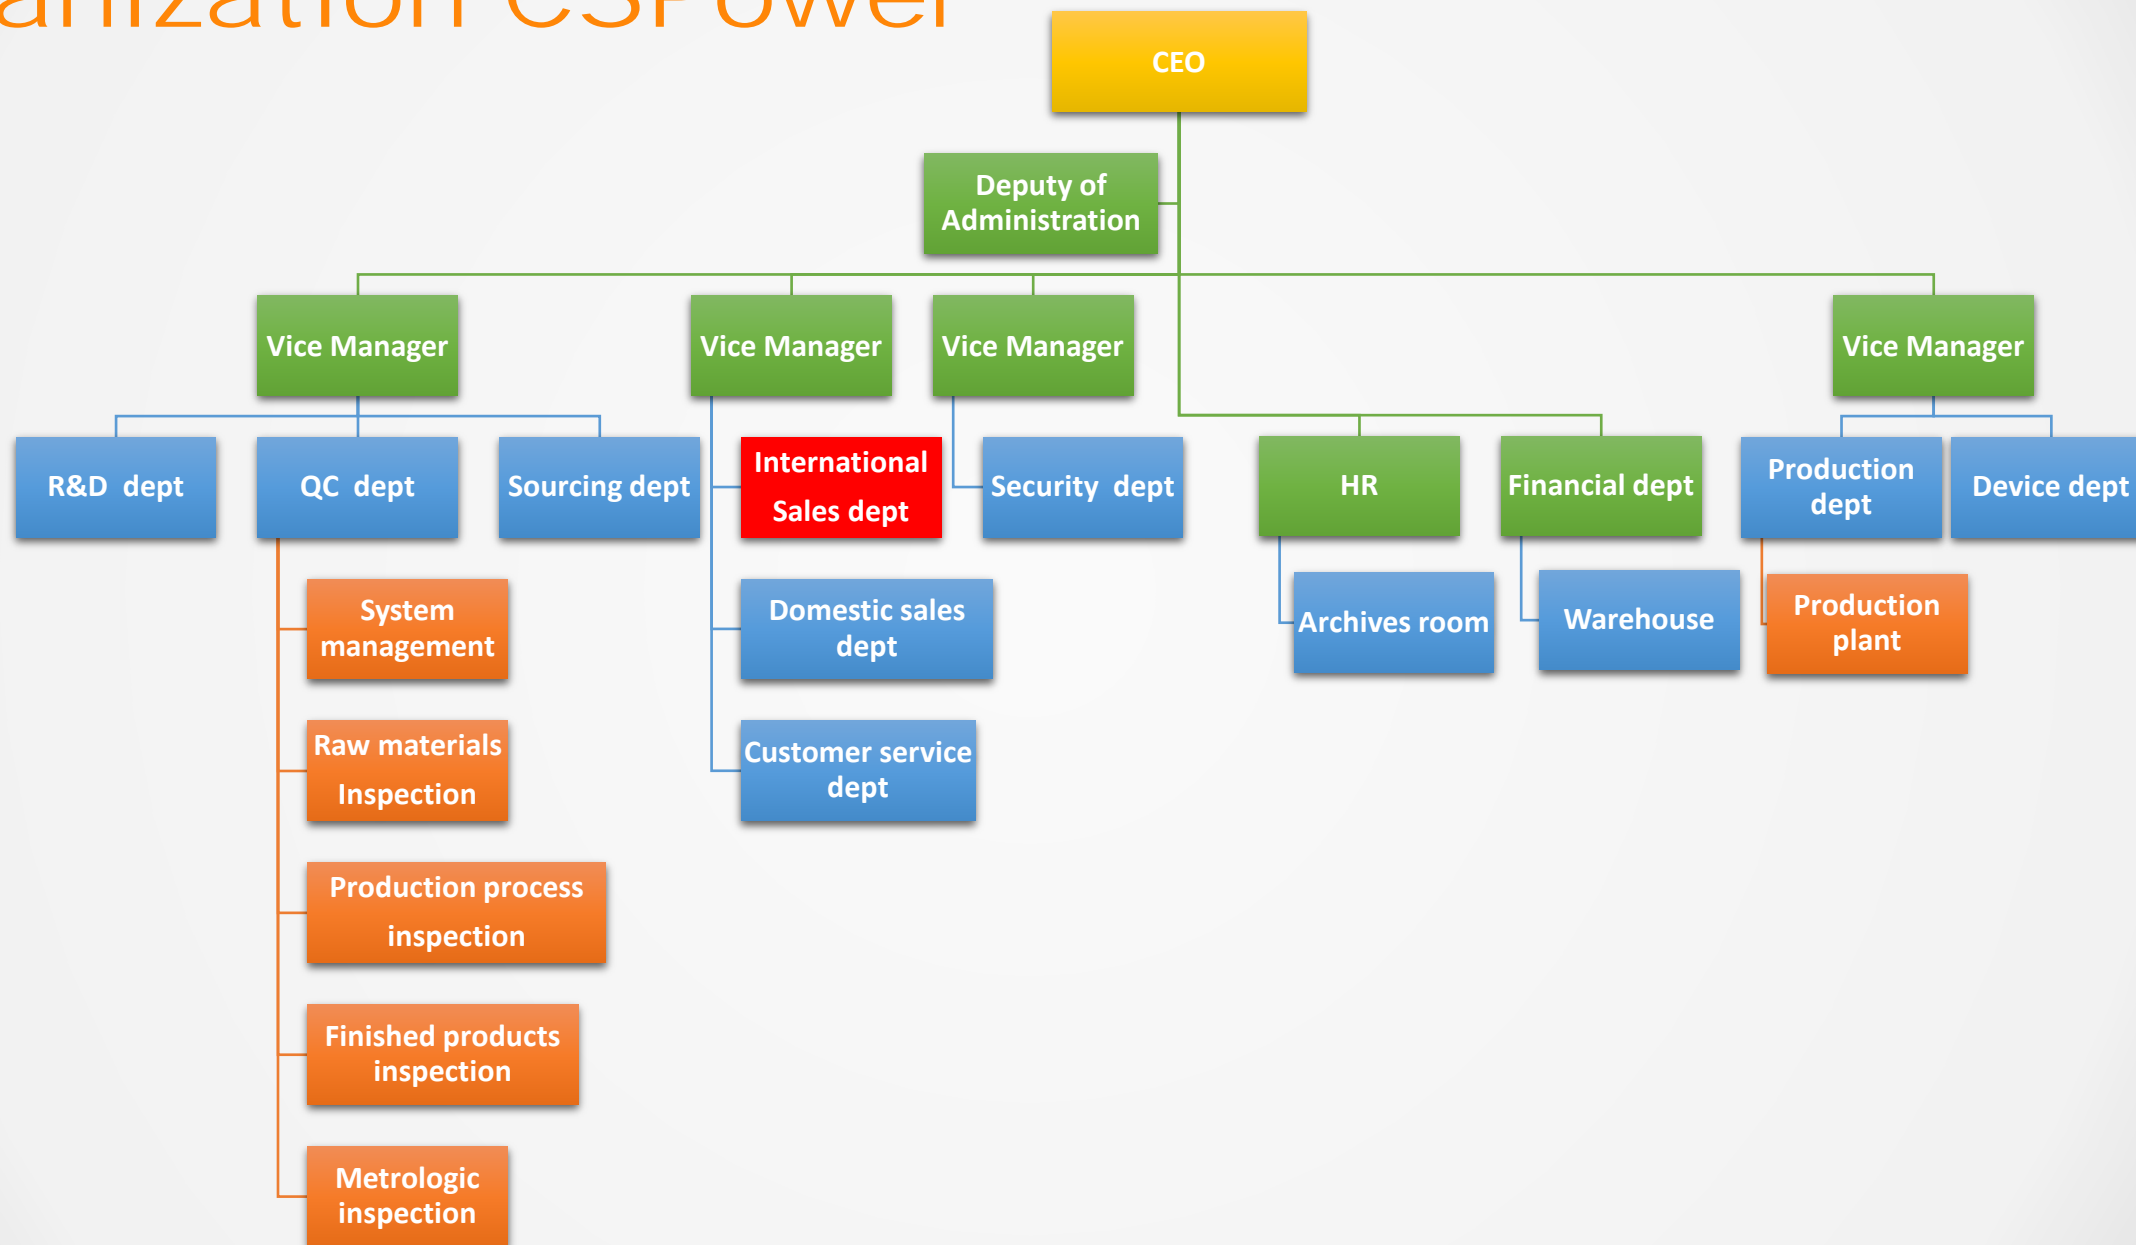 anization CSPower
CEO
Deputy of
Administration
Vice Manager
Vice Manager
Vice Manager
Vice Manager
R&D dept
QC dept
Sourcing dept
International
Sales dept
Security dept
HR
Financial dept
Production
dept
Device dept
System
management
Domestic sales
dept
Archives room
Warehouse
Production
plant
Raw materials
Inspection
Customer service
dept
Production process
inspection
Finished products
inspection
Metrologic
inspection